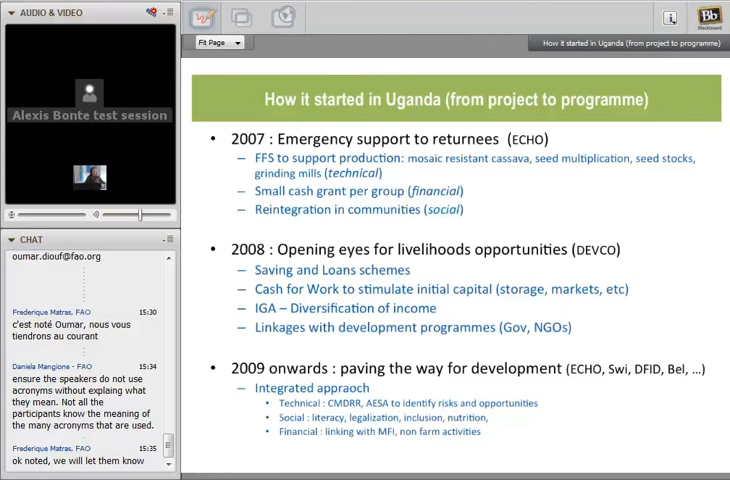 AUDIO & VIDEO
Alexis Bonte test session
CHAT
oumar.diouf@fao.org
Frederique Matras, FAO 15:30
c'est noté Oumar, nous vous
tiendrons au courant
Daniela Mangione - FAO 15:34
ensure the speakers do not use
acronyms without explaing what
they mean. Not all the
participants know the meaning of
the many acronyms that are used.
Frederique Matras, FAO 15:35
ok noted, we will let them know
Fit Page
How it started in Uganda (from project to programme)
i
Bb
Blackboard
How it started in Uganda (from project to programme)
• 2007 : Emergency support to returnees (ECHO)
– FFS to support production: mosaic resistant cassava, seed multiplication, seed stocks,
grinding mills (technical)
– Small cash grant per group (financial)
– Reintegration in communities (social)
• 2008 : Opening eyes for livelihoods opportunities (DEVCO)
– Saving and Loans schemes
– Cash for Work to stimulate initial capital (storage, markets, etc)
– IGA – Diversification of income
– Linkages with development programmes (Gov, NGOs)
• 2009 onwards : paving the way for development (ECHO, Swi, DFID, Bel, ...)
– Integrated appraoch
• Technical : CMDRR, AESA to identify risks and opportunities
• Social : literacy, legalization, inclusion, nutrition,
• Financial : linking with MFI, non farm activities